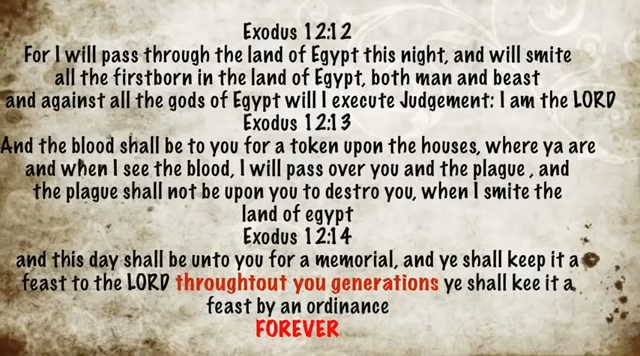 Exodus 12:12
For I will pass through the land of Egypt this night, and will smite
all the firstborn in the land of Egypt, both man and beast
and against all the gods of Egypt will I execute Judgement: I am the LORD
Exodus 12:13
And the blood shall be to you for a token upon the houses, where ya are
and when I see the blood, I will pass over you and the plague , and
the plague shall not be upon you to destro you, when I smite the
land of egypt
Exodus 12:14
and this day shall be unto you for a memorial, and ye shall keep it a
feast to the LORD throughtout you generations ye shall kee it a
feast by an ordinance
FOREVER